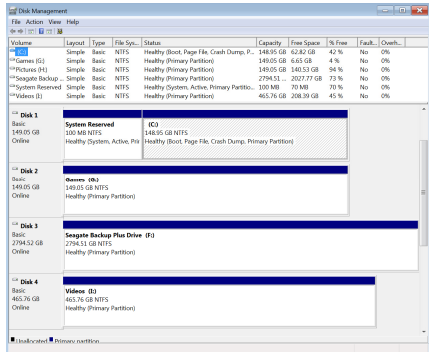 Disk Management
File Action View Help
Volume Layout Type File Sys... Status Capacity Free Space % Free Fault... Overh...
(C:) Simple Basic NTFS Healthy (Boot, Page File, Crash Dump, P... 148.95 GB 62.82 GB 42 % No 0%
Games (G:) Simple Basic NTFS Healthy (Primary Partition) 149.05 GB 6.65 GB 4 % No 0%
Pictures (H:) Simple Basic NTFS Healthy (Primary Partition) 149.05 GB 140.53 GB 94 % No 0%
Seagate Backup ... Simple Basic NTFS Healthy (Primary Partition) 2794.51 ... 2027.77 GB 73 % No 0%
System Reserved Simple Basic NTFS Healthy (System, Active, Primary Partitio... 100 MB 70 MB 70 % No 0%
Videos (I:) Simple Basic NTFS Healthy (Primary Partition) 465.76 GB 208.39 GB 45 % No 0%
Disk 1
Basic
149.05 GB
Online
System Reserved
100 MB NTFS
Healthy (System, Active, Pri
(C:)
148.95 GB NTFS
Healthy (Boot, Page File, Crash Dump, Primary Partition)
Disk 2
Basic
149.05 GB
Online
Games (G:)
149.05 GB NTFS
Healthy (Primary Partition)
Disk 3
Basic
2794.52 GB
Online
Seagate Backup Plus Drive (F:)
2794.51 GB NTFS
Healthy (Primary Partition)
Disk 4
Basic
465.76 GB
Online
Videos (I:)
465.76 GB NTFS
Healthy (Primary Partition)
Unallocated Primary partition